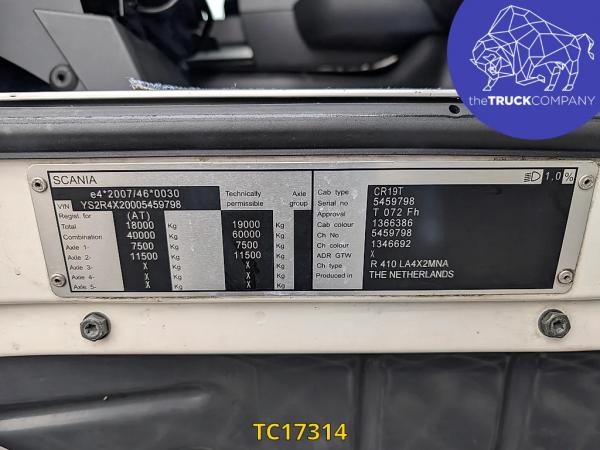 theTRUCKCOMPANY
SCANIA 1,0%
e4*2007/46*0030 Technically permissible Axle group
VIN YS2R4X20005459798
Regist. for (AT)
Total 18000 Kg 19000 Kg
Combination 40000 Kg 60000 Kg
Axle 1- 7500 Kg 7500 Kg
Axle 2- 11500 Kg 11500 Kg
Axle 3- X Kg X Kg
Axle 4- X Kg X Kg
Axle 5- X Kg X Kg
Cab type CR19T
Serial no 5459798
Approval T 072 Fh
Cab colour 1366386
Ch No 5459798
Ch colour 1346692
ADR GTW X
Ch type R 410 LA4X2MNA
Produced in THE NETHERLANDS
TC17314